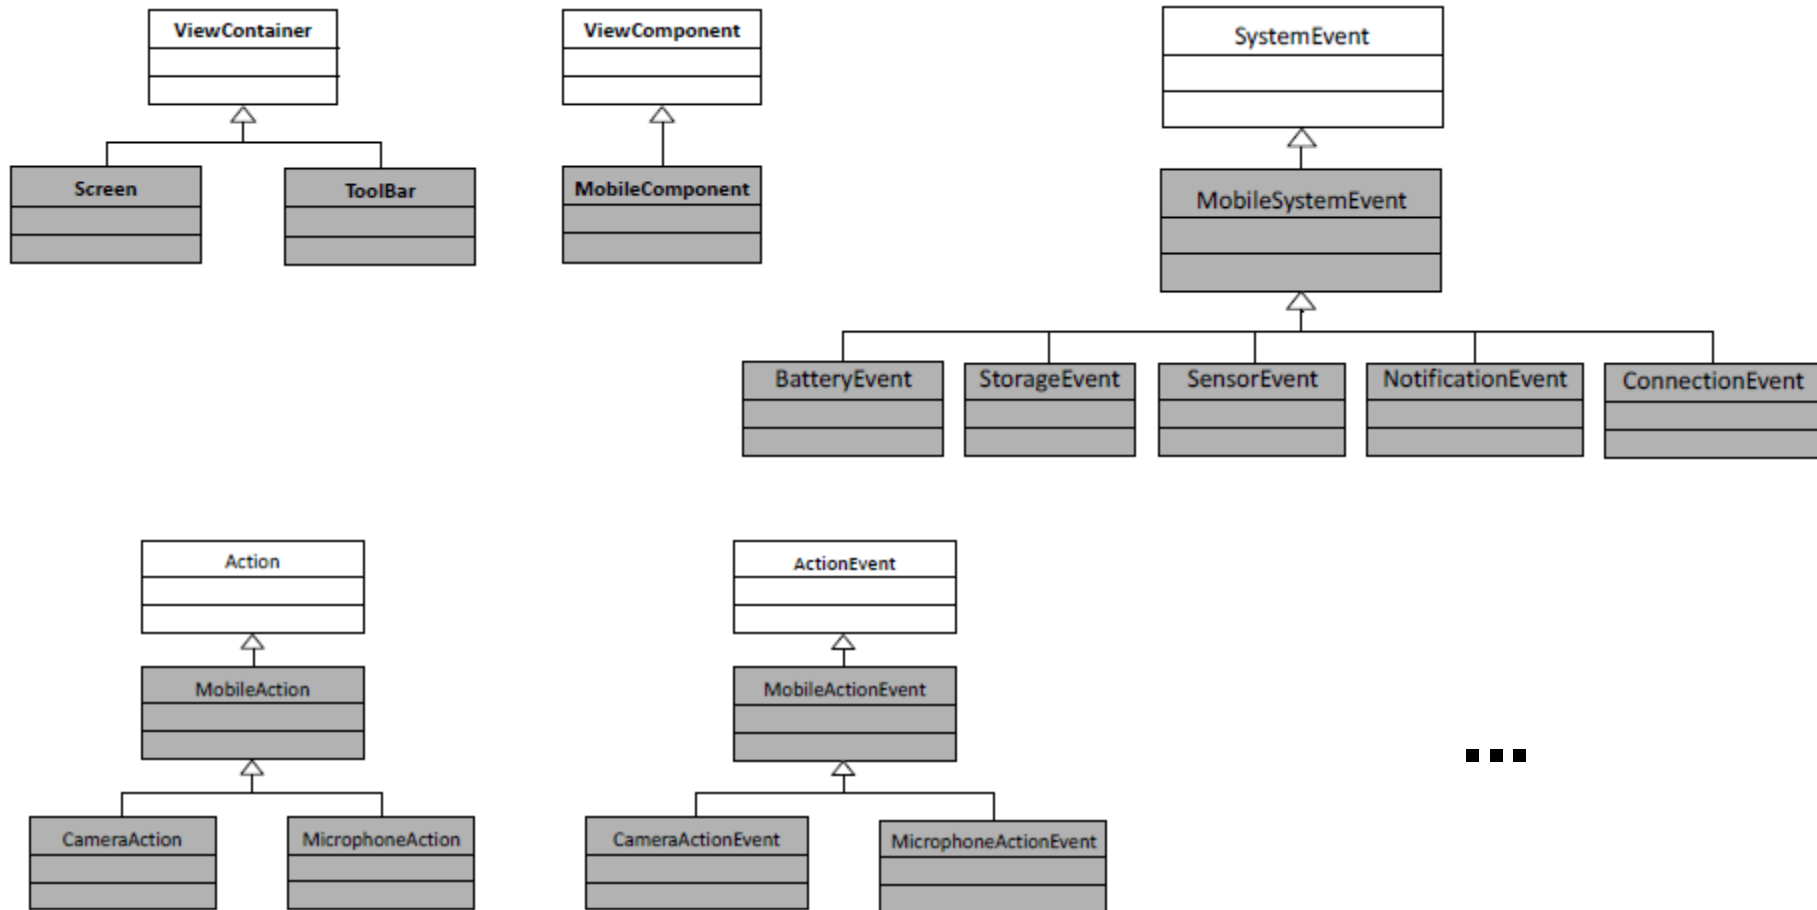 ViewContainer
ViewComponent
SystemEvent
Screen
ToolBar
MobileComponent
MobileSystemEvent
BatteryEvent
StorageEvent
SensorEvent
NotificationEvent
ConnectionEvent
Action
ActionEvent
MobileAction
MobileActionEvent
CameraAction
MicrophoneAction
CameraActionEvent
MicrophoneActionEvent
...